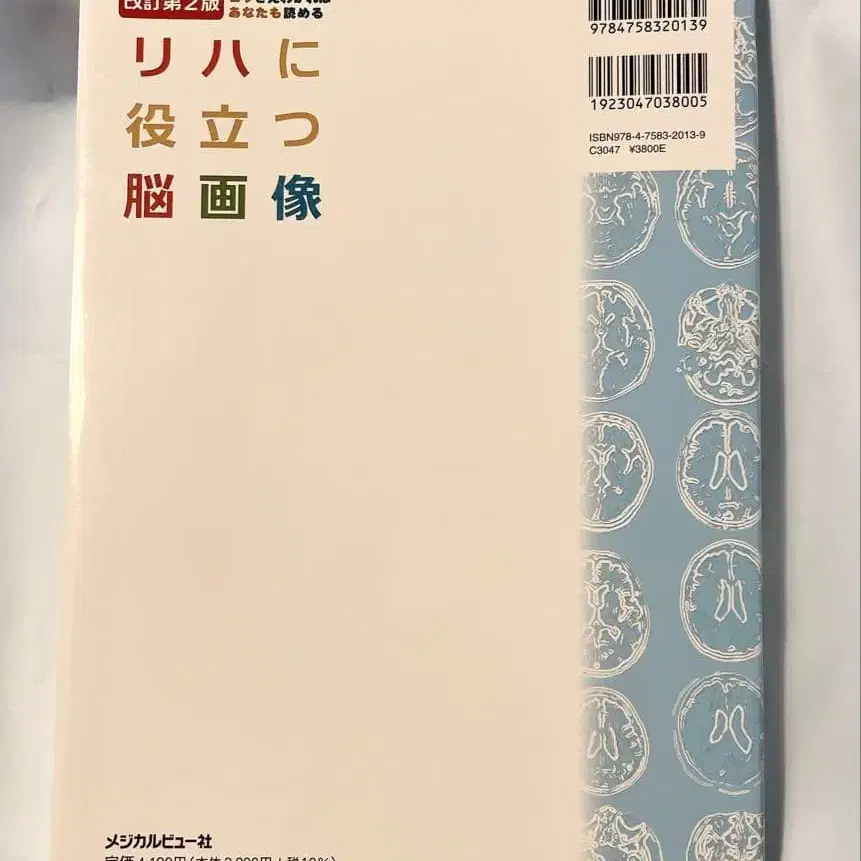 改訂第2版
あなたも読める
リハに
役立つ
脳画像
9784758320139
1923047038005
ISBN978-4-7583-2013-9
C3047 ¥3800E
メジカルビュー社